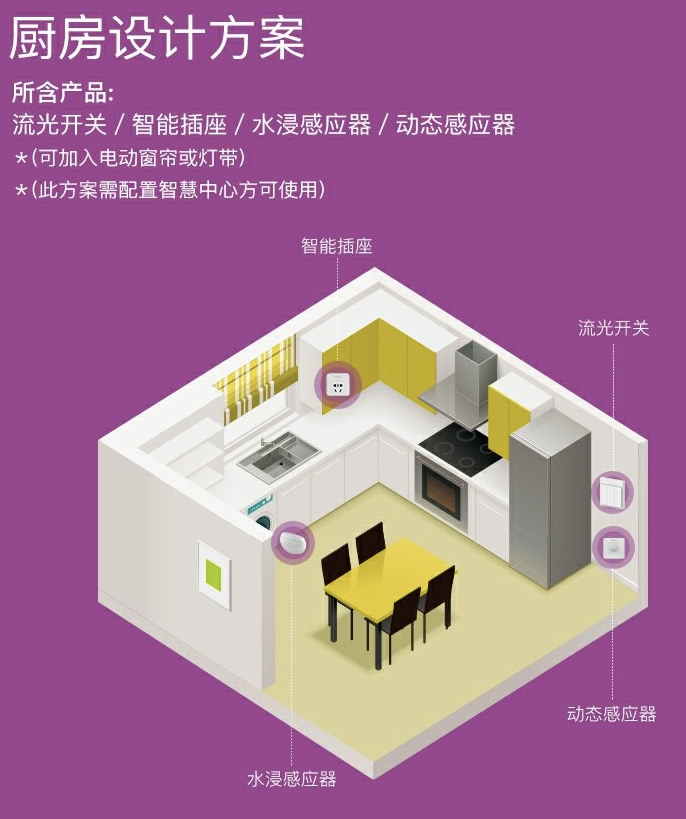 厨房设计方案
所含产品:
流光开关 / 智能插座 / 水浸感应器 / 动态感应器
*(可加入电动窗帘或灯带)
*(此方案需配置智慧中心方可使用)
智能插座
流光开关
动态感应器
水浸感应器